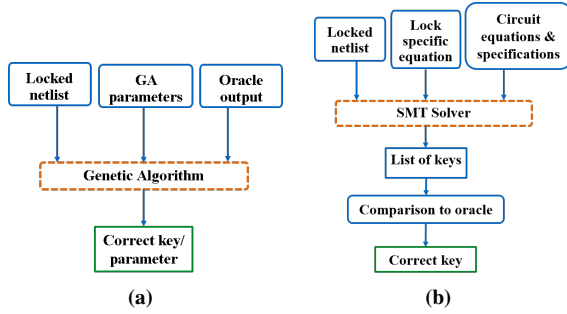 Locked
netlist
GA
parameters
Oracle
output
Genetic Algorithm
Correct key/
parameter
(a)
Locked
netlist
Lock
specific
equation
Circuit
equations &
specifications
SMT Solver
List of keys
Comparison to oracle
Correct key
(b)